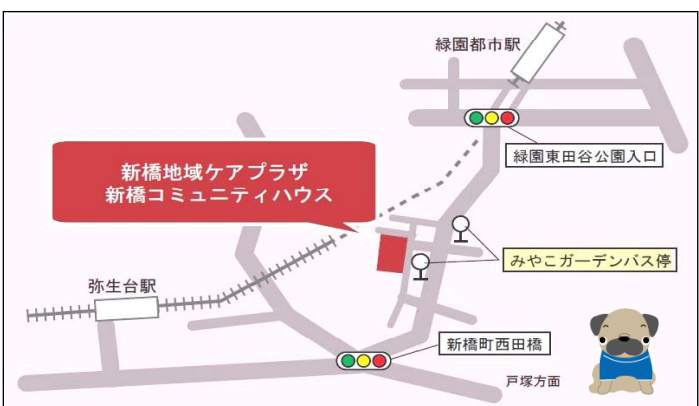 緑園都市駅
緑園東田谷公園入口
新橋地域ケアプラザ
新橋コミュニティハウス
みやこガーデンバス停
弥生台駅
新橋町西田橋
戸塚方面